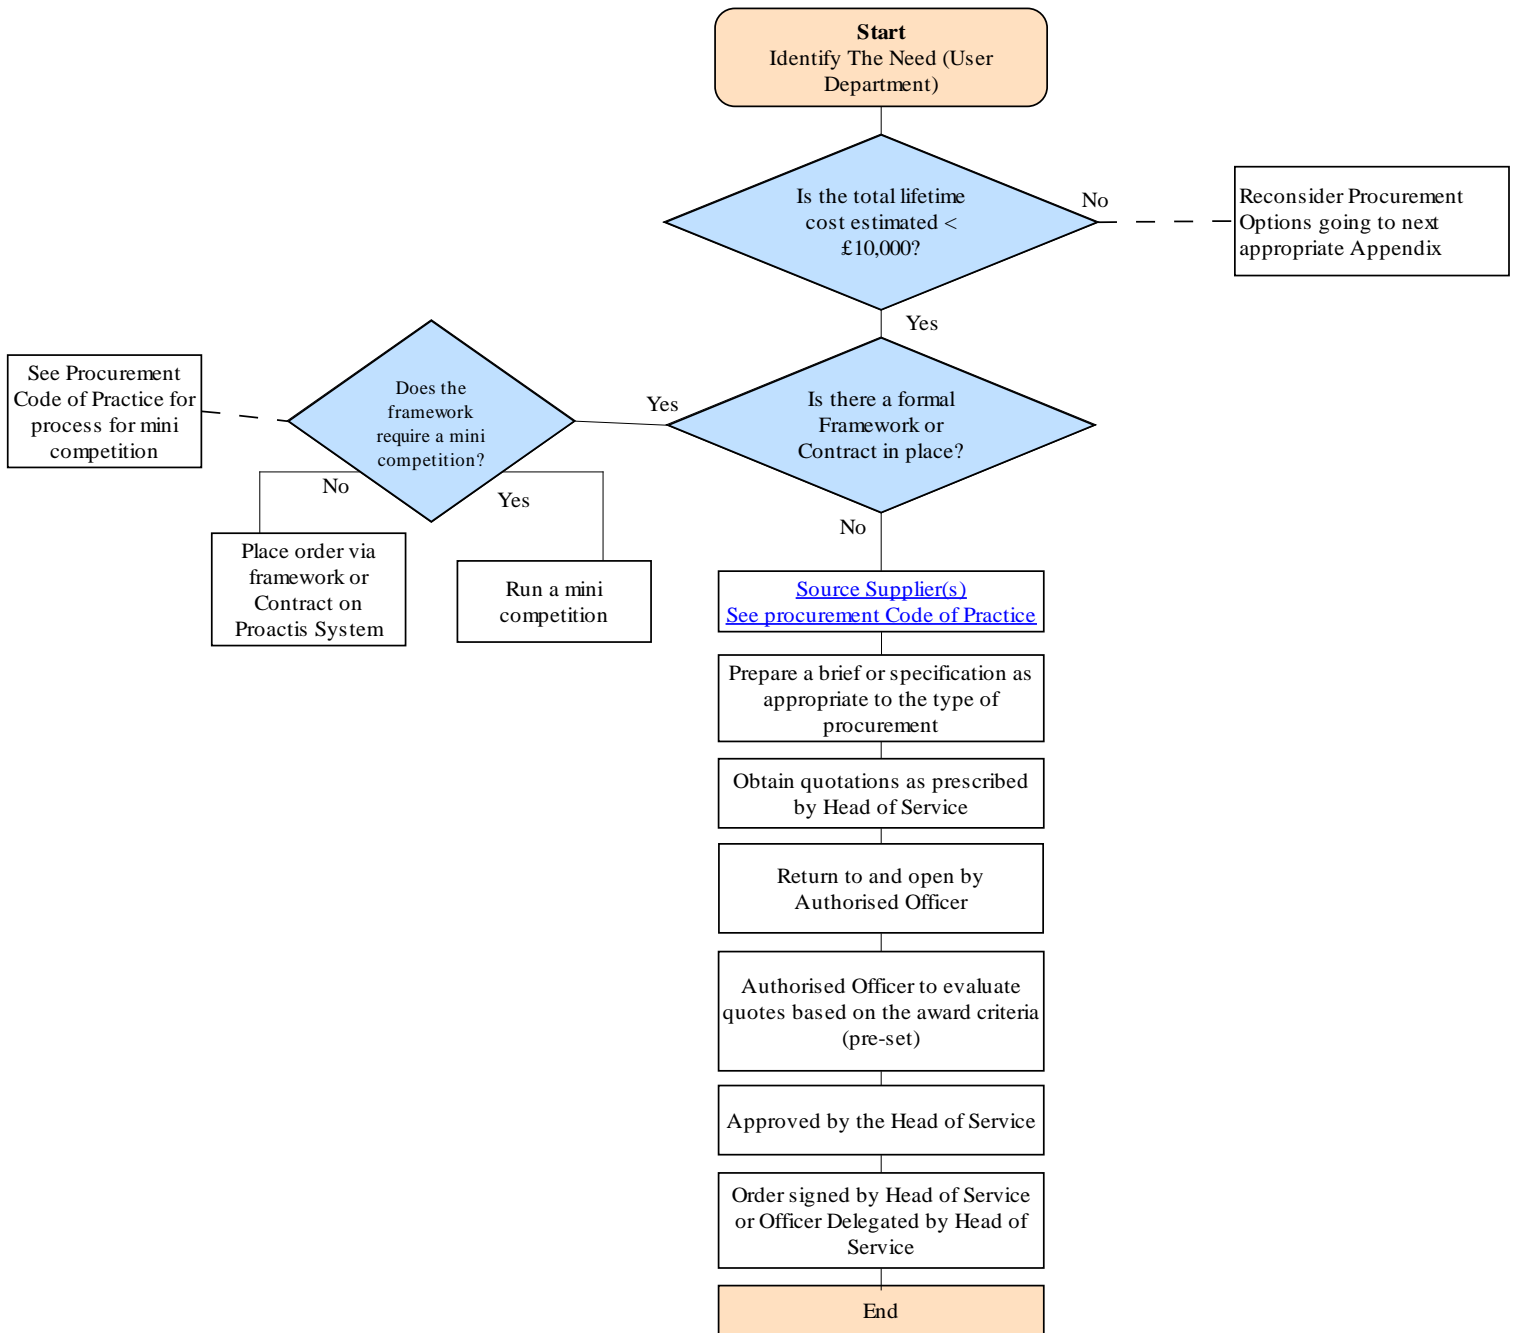 Start
Identify The Need (User
Department)
Is the total lifetime
cost estimated <
£10,000?
No
Reconsider Procurement
Options going to next
appropriate Appendix
Yes
See Procurement
Code of Practice for
process for mini
competition
Does the
framework
require a mini
competition?
Yes
Is there a formal
Framework or
Contract in place?
No
Yes
No
Place order via
framework or
Contract on
Proactis System
Run a mini
competition
Source Supplier(s)
See procurement Code of Practice
Prepare a brief or specification as
appropriate to the type of
procurement
Obtain quotations as prescribed
by Head of Service
Return to and open by
Authorised Officer
Authorised Officer to evaluate
quotes based on the award criteria
(pre-set)
Approved by the Head of Service
Order signed by Head of Service
or Officer Delegated by Head of
Service
End